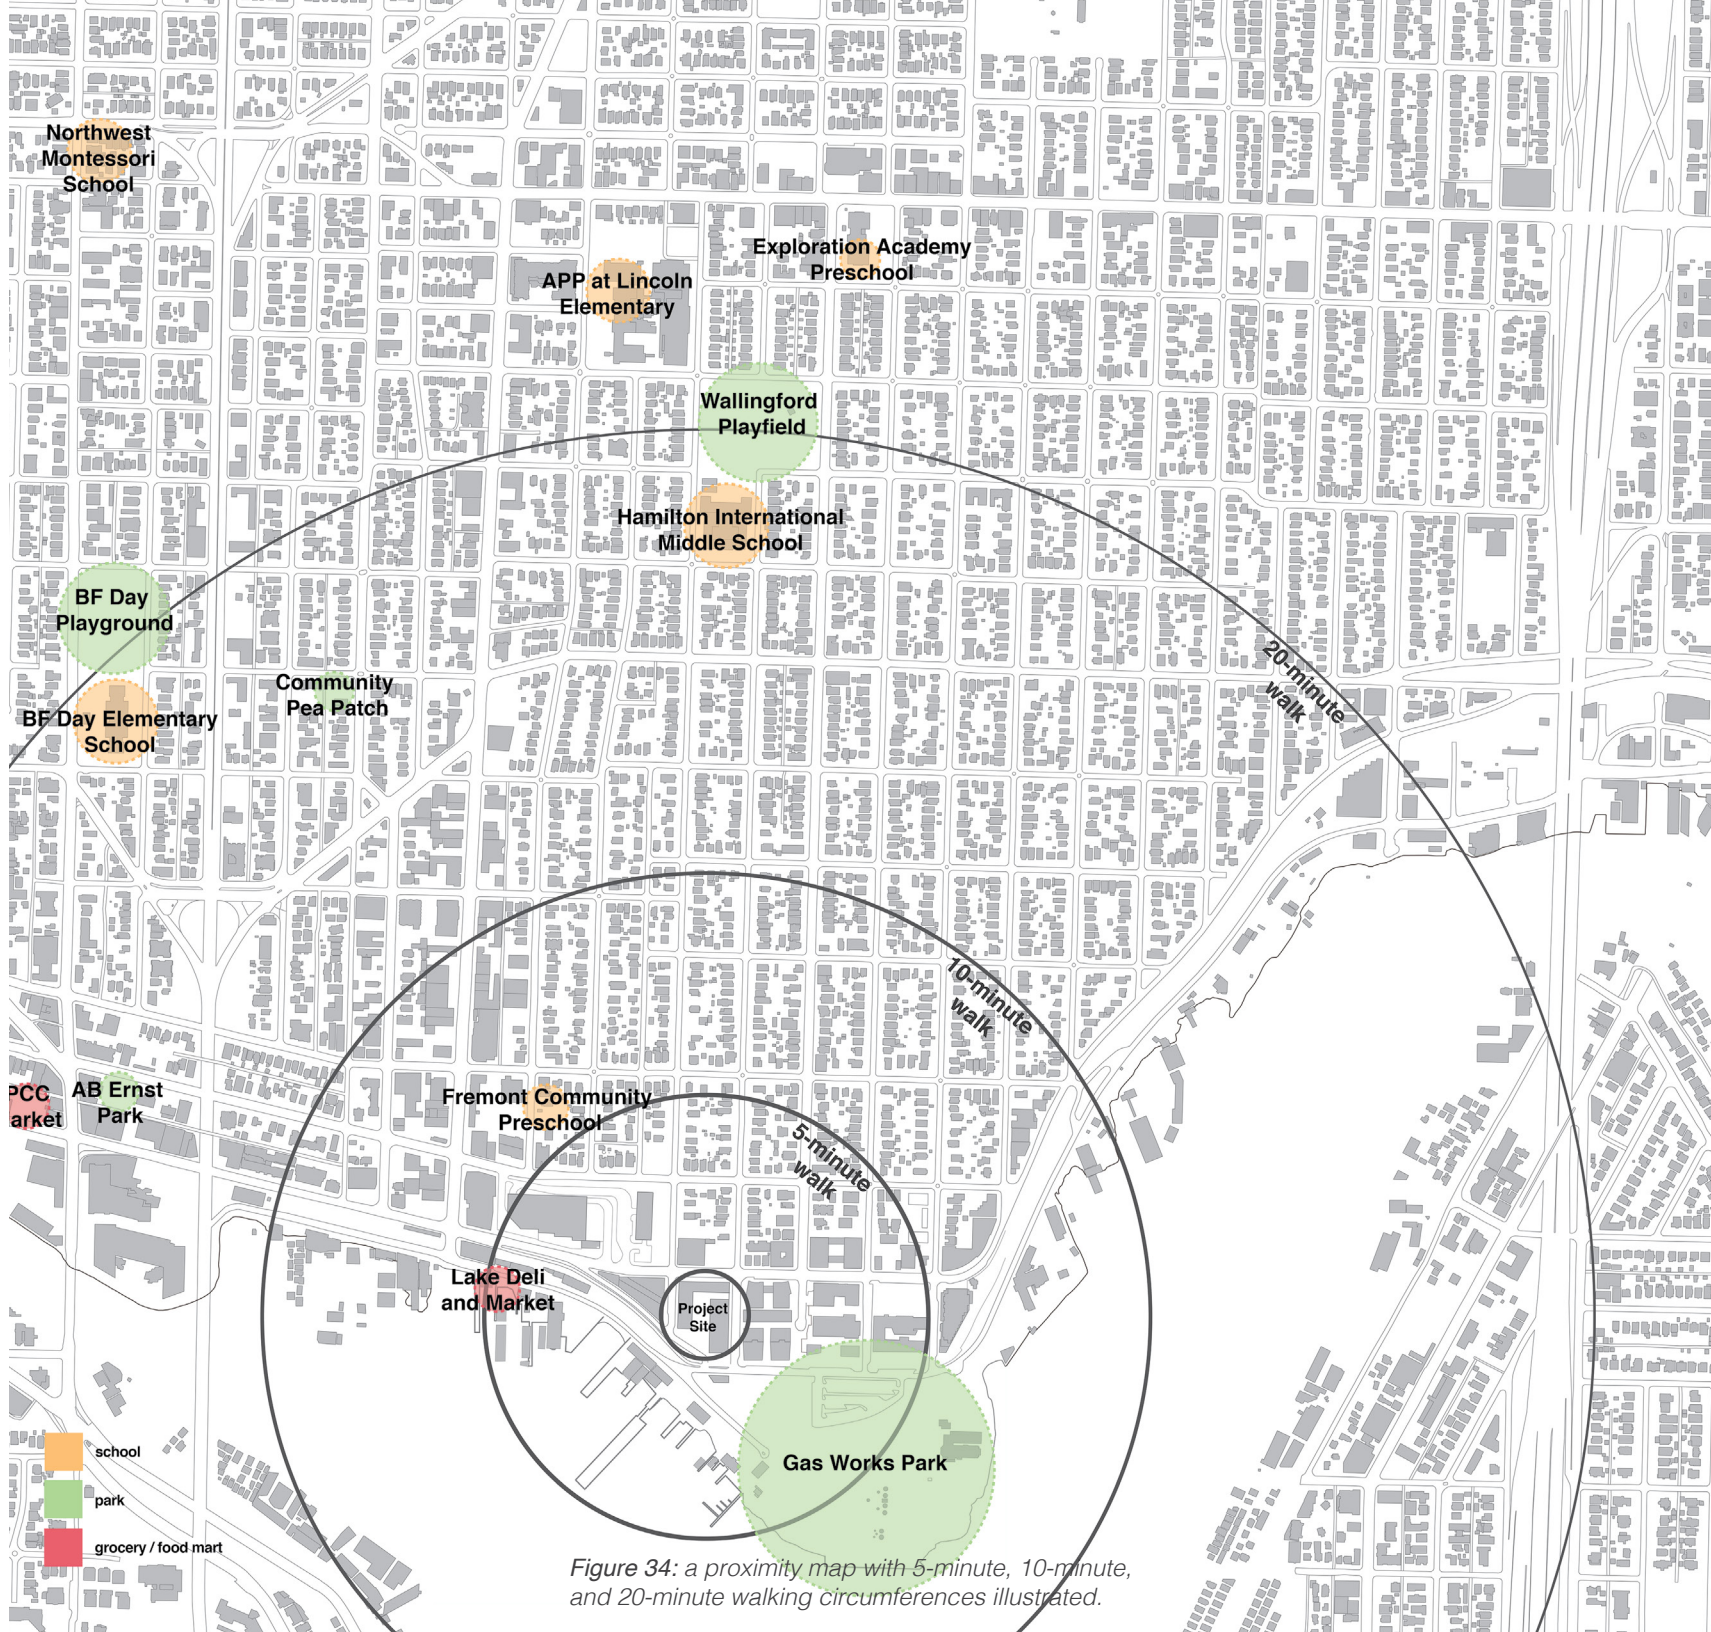 Northwest
Montessori
School
Exploration Academy
Preschool
APP at Lincoln
Elementary
Wallingford
Playfield
Hamilton International
Middle School
BF Day
Playground
20-minute
walk
Community
Pea Patch
BF Day Elementary
School
10-minute
walk
PCC
arket
AB Ernst
Park
Fremont Community
Preschool
5-minute
walk
Lake Deli
and Market
Project
Site
Gas Works Park
school
park
grocery / food mart
Figure 34: a proximity map with 5-minute, 10-minute,
and 20-minute walking circumferences illustrated.